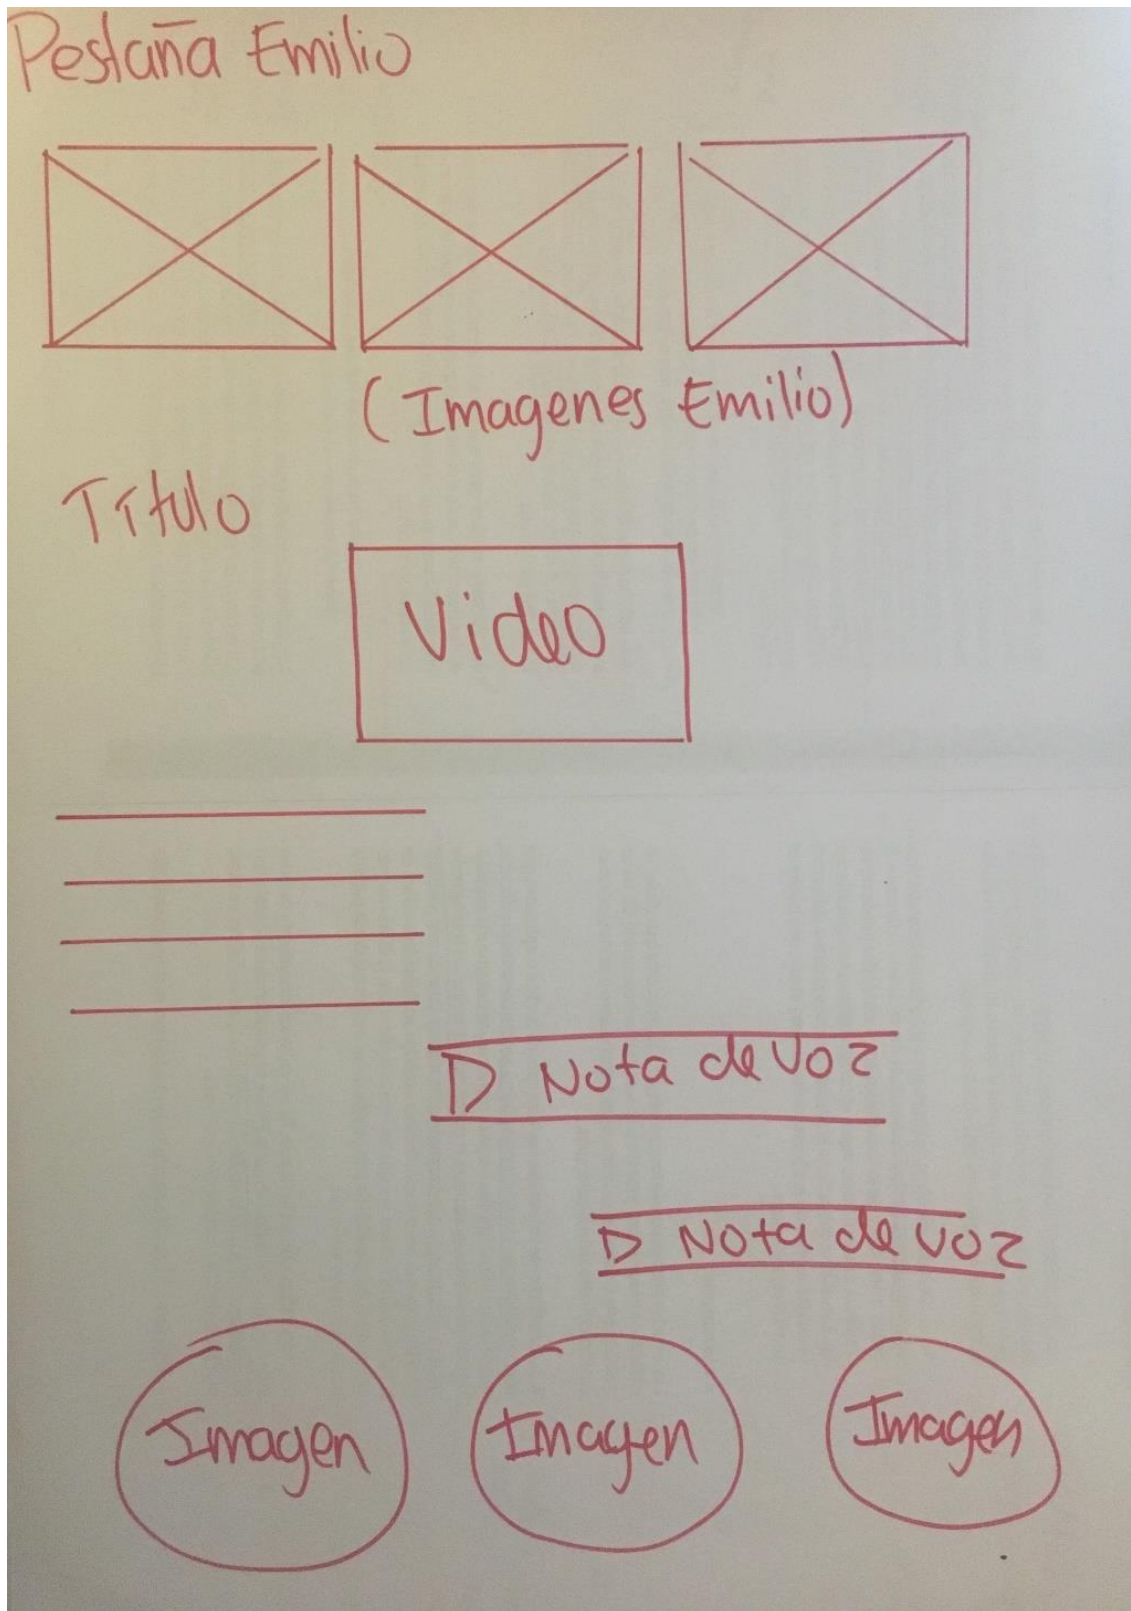 Pestaña Emilio
(Imagenes Emilio)
Título
Video
D Nota de voz
D Nota de voz
Imagen Imagen Imagen